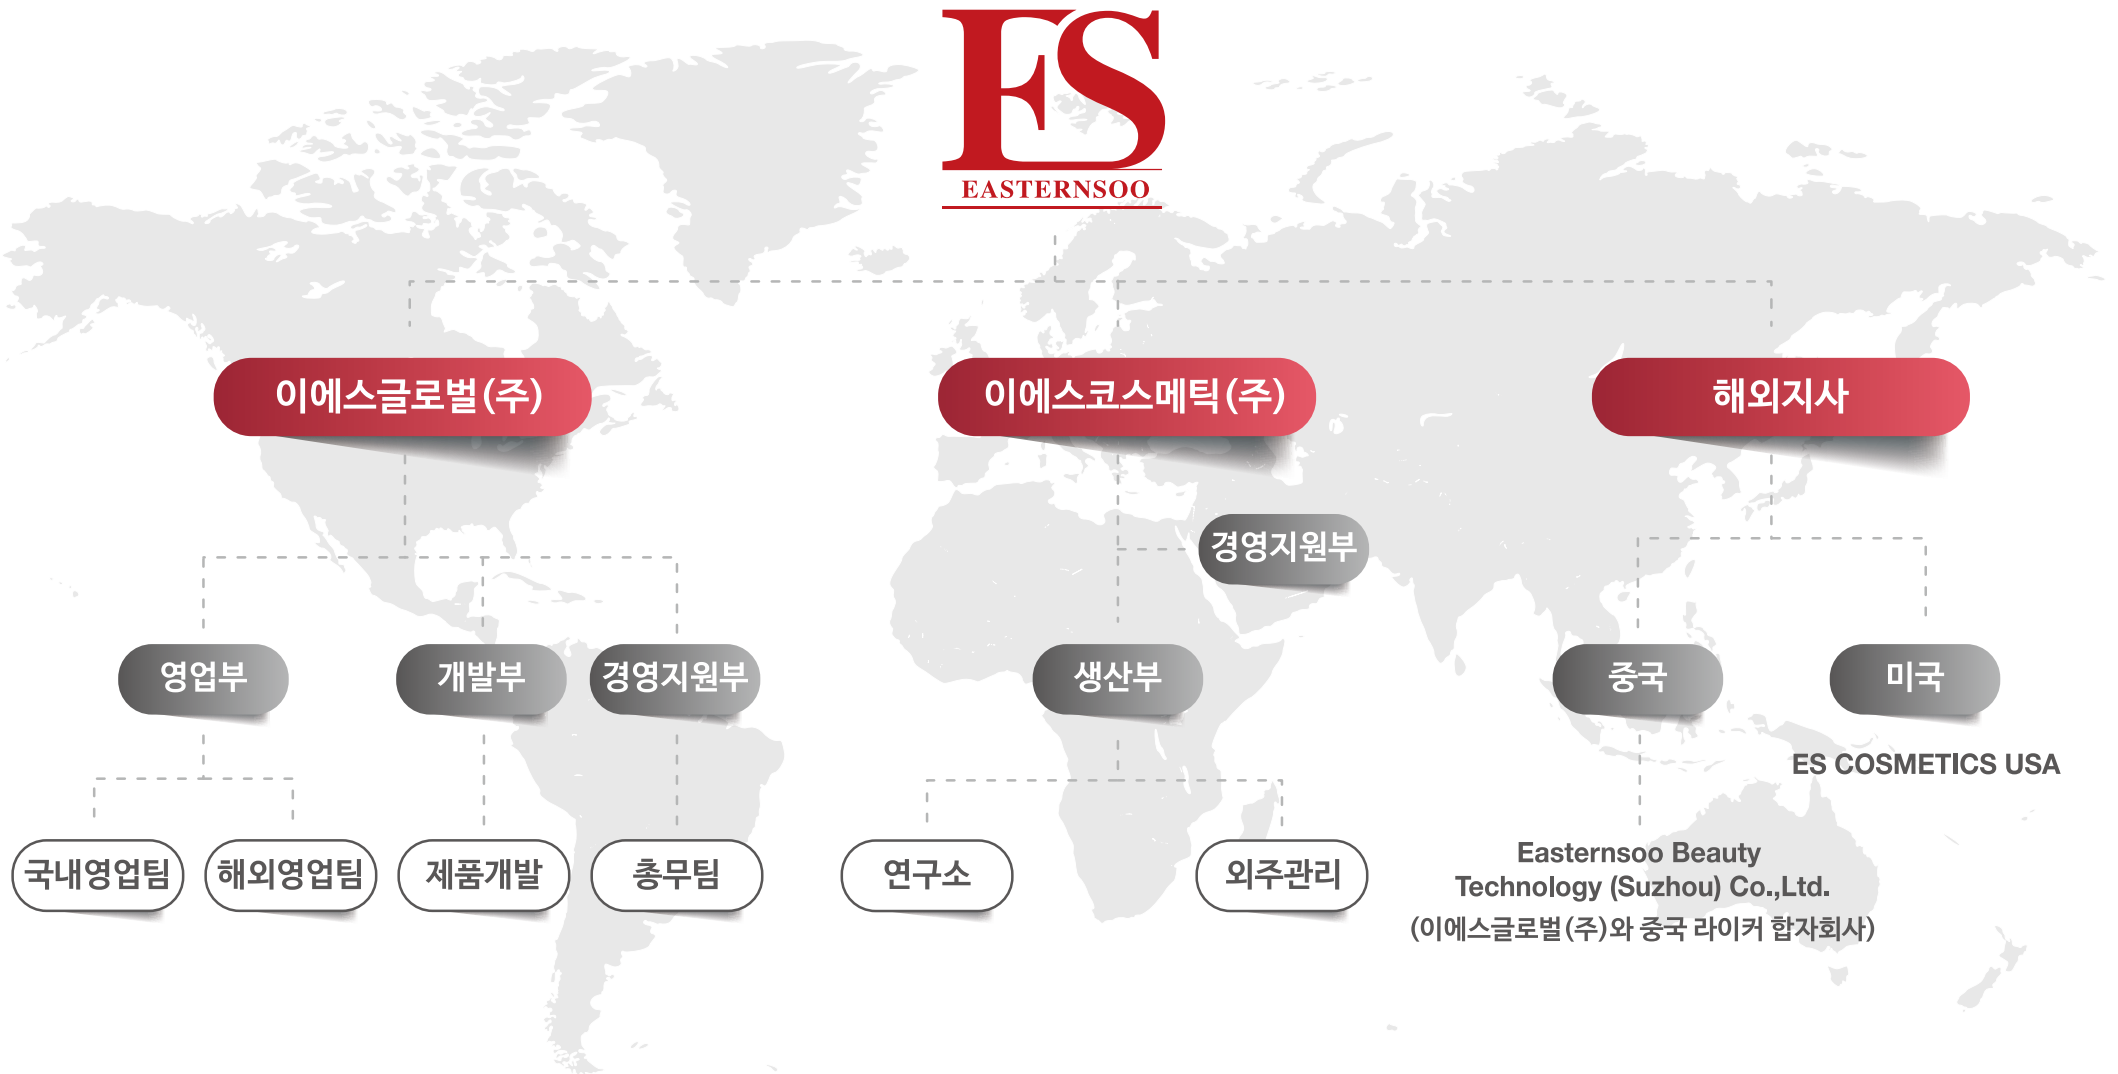 ES
EASTERNSOO
이에스글로벌(주)
이에스코스메틱(주)
해외지사
경영지원부
영업부
개발부
경영지원부
생산부
중국
미국
ES COSMETICS USA
국내영업팀
해외영업팀
제품개발
총무팀
연구소
외주관리
Easternsoo Beauty
Technology (Suzhou) Co.,Ltd.
(이에스글로벌(주)와 중국 라이커 합자회사)